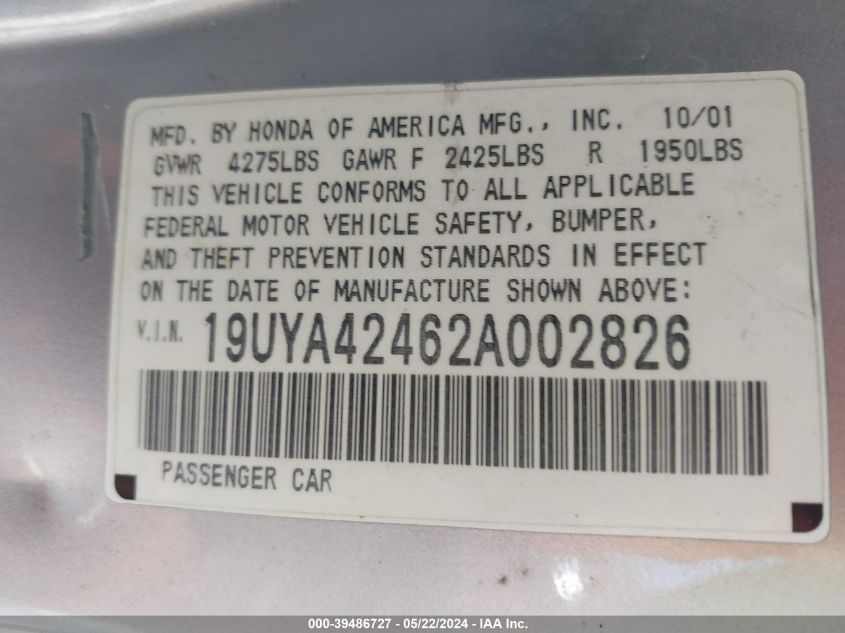 MFD. BY HONDA OF AMERICA MFG., INC. 10/01
GVWR 4275LBS GAWR F 2425LBS R 1950LBS
THIS VEHICLE CONFORMS TO ALL APPLICABLE
FEDERAL MOTOR VEHICLE SAFETY, BUMPER,
AND THEFT PREVENTION STANDARDS IN EFFECT
ON THE DATE OF MANUFACTURE SHOWN ABOVE:
V.I.N. 19UYA42462A002826
PASSENGER CAR
000-39486727 - 05/22/2024 - IAA Inc.